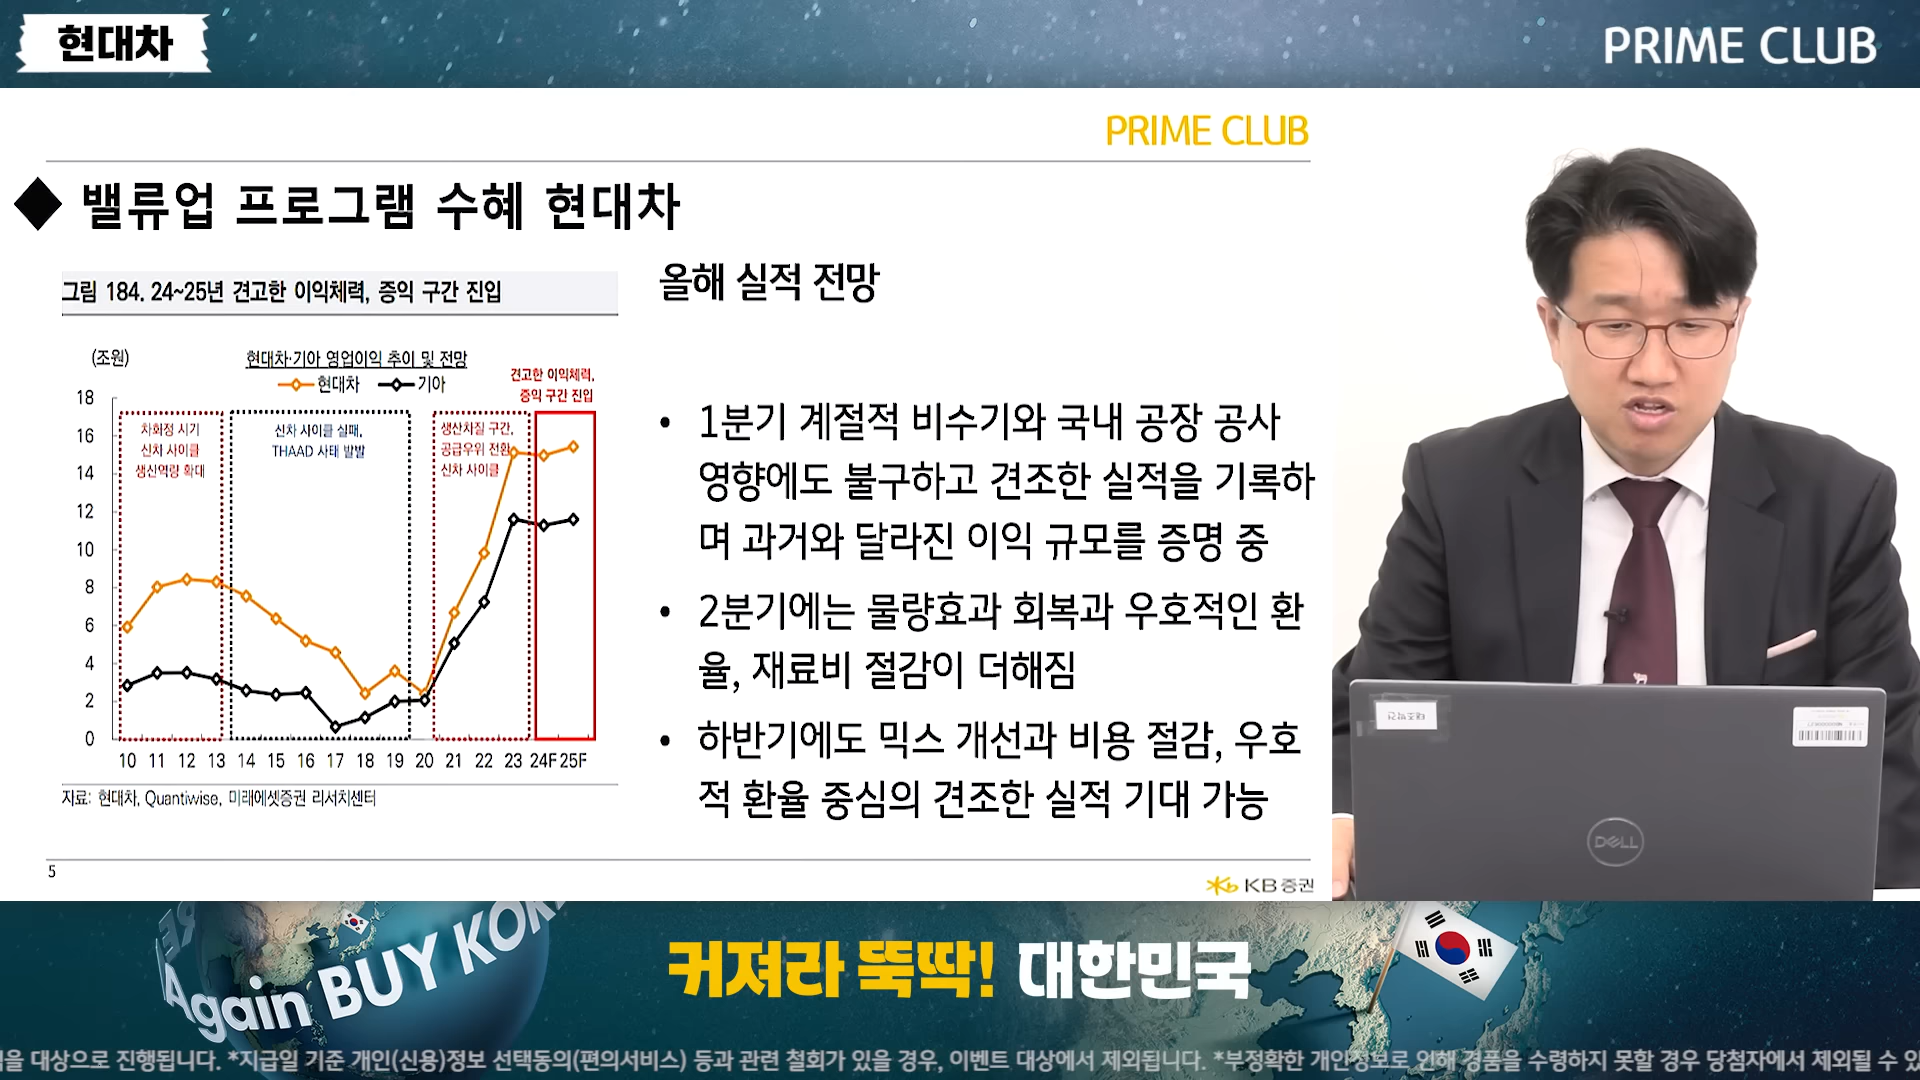 현대차
PRIME CLUB
PRIME CLUB
◆ 밸류업 프로그램 수혜 현대차
그림 184. 24~25년 견고한 이익체력, 증익 구간 진입
(조원)
현대차·기아 영업이익 추이 및 전망
현대차 기아
견고한 이익체력,
증익 구간 진입
차화정 시기
신차 사이클
생산역량 확대
신차 사이클 실패,
THAAD 사태 발발
생산차질 구간,
공급우위 전환
신차 사이클
18
16
14
12
10
8
6
4
2
0
10 11 12 13 14 15 16 17 18 19 20 21 22 23 24F 25F
자료: 현대차, Quantiwise, 미래에셋증권 리서치센터
올해 실적 전망
• 1분기 계절적 비수기와 국내 공장 공사
영향에도 불구하고 견조한 실적을 기록하
며 과거와 달라진 이익 규모를 증명 중
• 2분기에는 물량효과 회복과 우호적인 환
율, 재료비 절감이 더해짐
• 하반기에도 믹스 개선과 비용 절감, 우호
적 환율 중심의 견조한 실적 기대 가능
5
KB 증권
DELL
Again BUY KOR
커져라 뚝딱! 대한민국
을 대상으로 진행됩니다. *지급일 기준 개인(신용)정보 선택동의(편의서비스) 등과 관련 철회가 있을 경우, 이벤트 대상에서 제외됩니다. *부정확한 개인정보로 인해 경품을 수령하지 못할 경우 당첨자에서 제외될 수 있